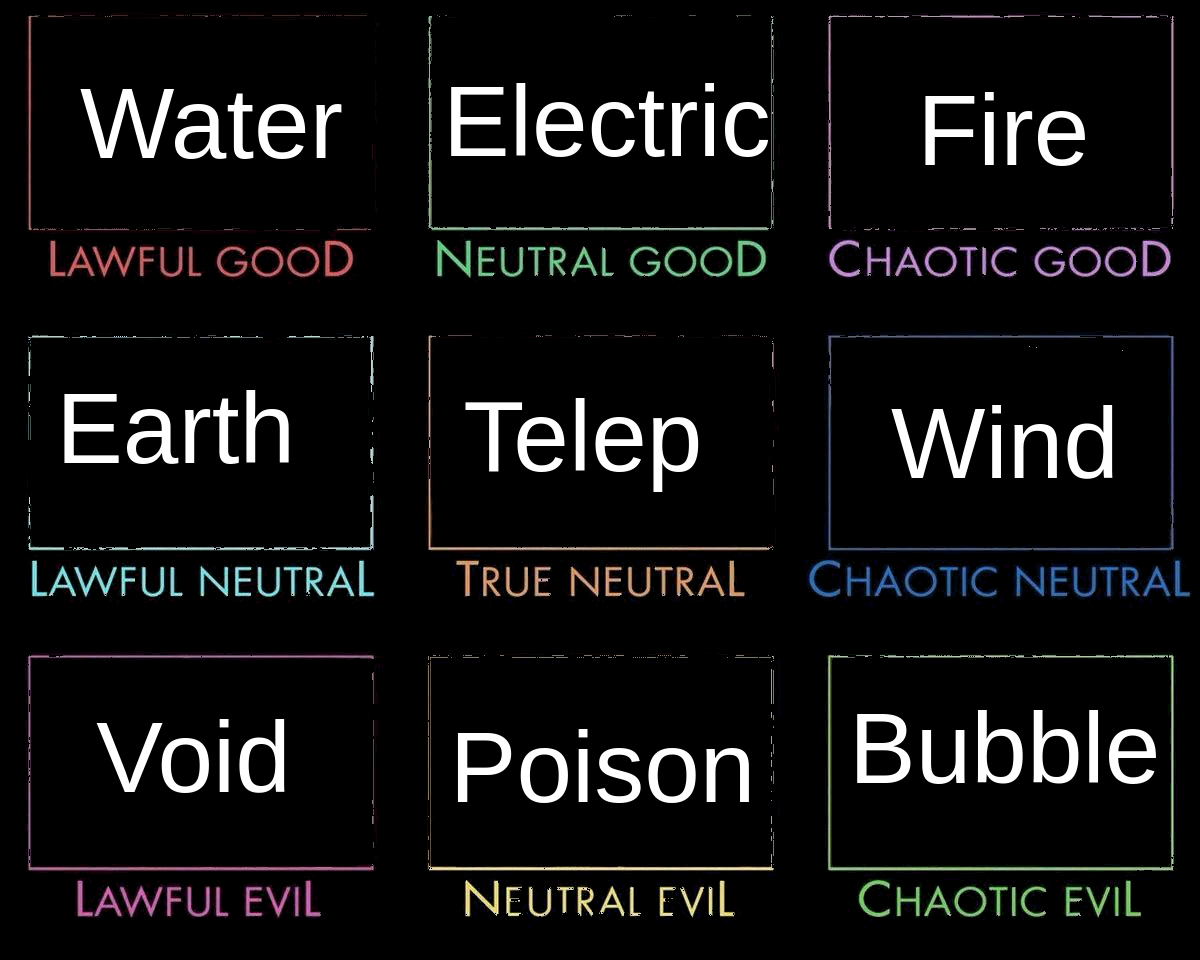 Water
LAWFUL GOOD
Electric
NEUTRAL GOOD
Fire
CHAOTIC GOOD
Earth
LAWFUL NEUTRAL
Telep
TRUE NEUTRAL
Wind
CHAOTIC NEUTRAL
Void
LAWFUL EVIL
Poison
NEUTRAL EVIL
Bubble
CHAOTIC EVIL